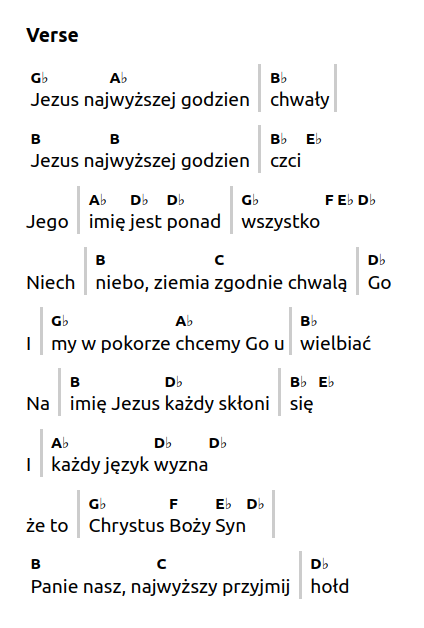 Verse
G♭ A♭ B♭
Jezus najwyższej godzien chwały
B B B♭ E♭
Jezus najwyższej godzien czci
A♭ D♭ D♭ G♭ F E♭ D♭
Jego imię jest ponad wszystko
B C D♭
Niech niebo, ziemia zgodnie chwalą Go
G♭ A♭ B♭
I my w pokorze chcemy Go u wielbiać
B D♭ B♭ E♭
Na imię Jezus każdy skłoni się
A♭ D♭ D♭
I każdy język wyzna
G♭ F E♭ D♭
że to Chrystus Boży Syn
B C D♭
Panie nasz, najwyższy przyjmij hołd